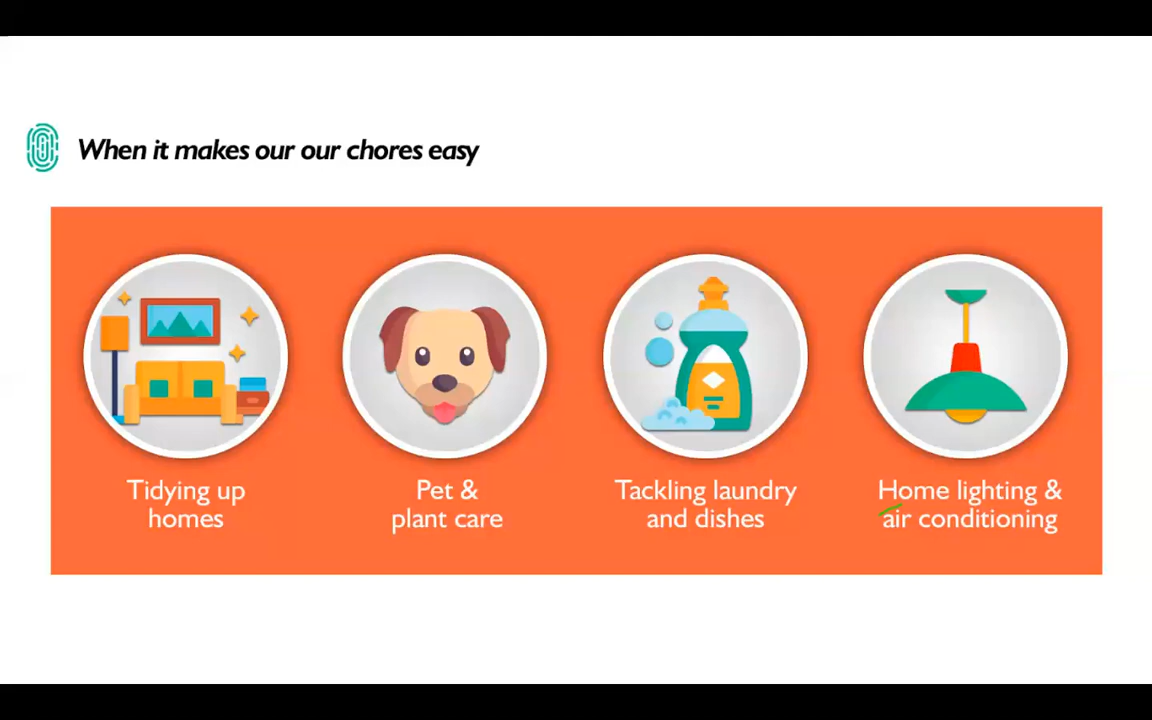 When it makes our our chores easy
Tidying up
homes
Pet &
plant care
Tackling laundry
and dishes
Home lighting &
air conditioning